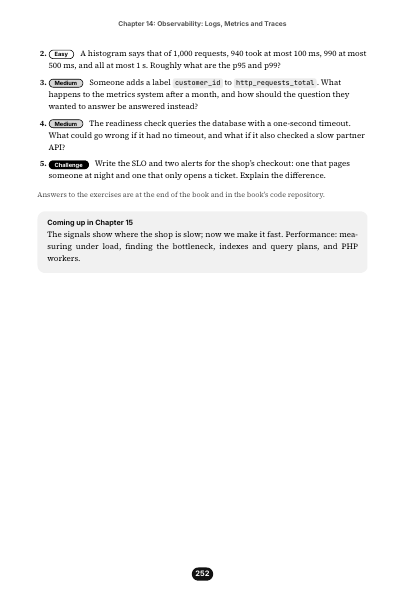 Chapter 14: Observability: Logs, Metrics and Traces
2. Easy A histogram says that of 1,000 requests, 940 took at most 100 ms, 990 at most
500 ms, and all at most 1 s. Roughly what are the p95 and p99?
3. Medium Someone adds a label customer_id to http_requests_total. What
happens to the metrics system after a month, and how should the question they
wanted to answer be answered instead?
4. Medium The readiness check queries the database with a one-second timeout.
What could go wrong if it had no timeout, and what if it also checked a slow partner
API?
5. Challenge Write the SLO and two alerts for the shop's checkout: one that pages
someone at night and one that only opens a ticket. Explain the difference.
Answers to the exercises are at the end of the book and in the book's code repository.
Coming up in Chapter 15
The signals show where the shop is slow; now we make it fast. Performance: mea-
suring under load, finding the bottleneck, indexes and query plans, and PHP
workers.
252